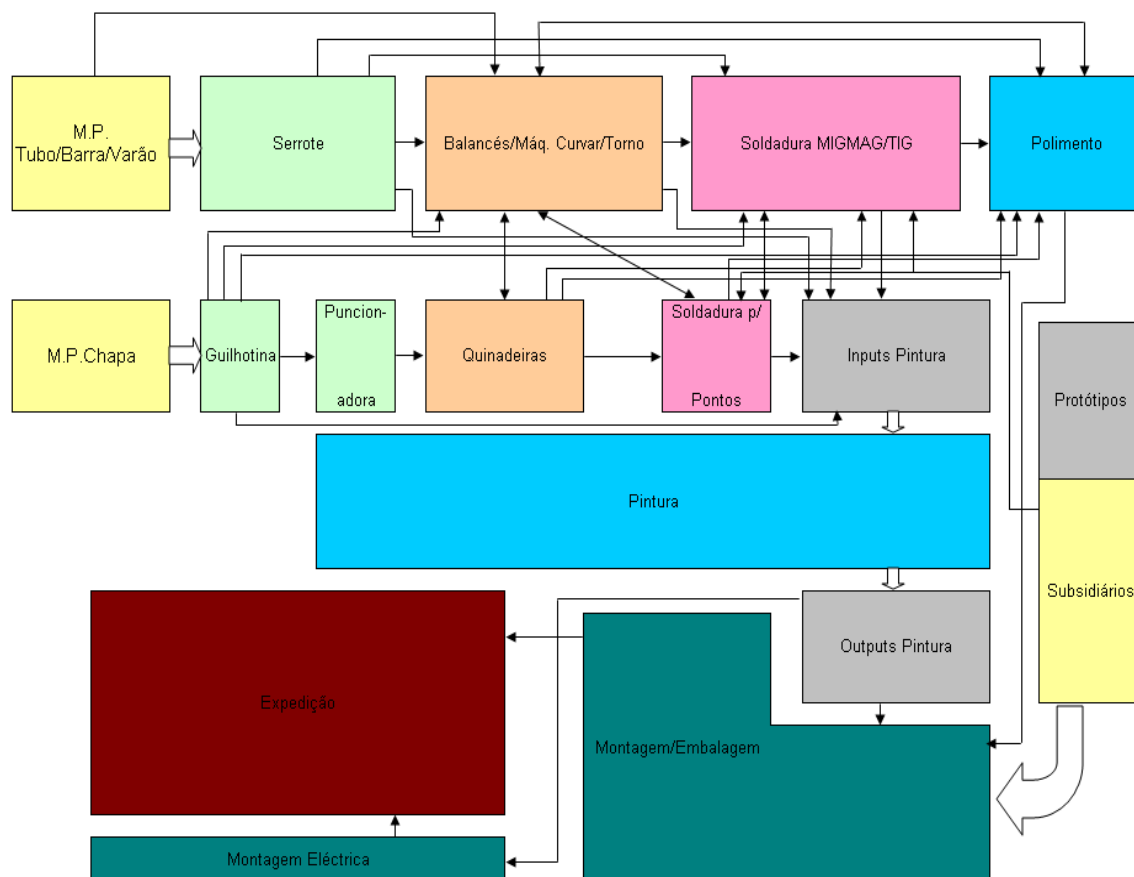 M.P.
Tubo/Barra/Varão
Serrote
Balancés/Máq. Curvar/Torno
Soldadura MIGMAG/TIG
Polimento
M.P.Chapa
Guilhotina
Puncion-
adora
Quinadeiras
Soldadura p/
Pontos
Inputs Pintura
Protótipos
Pintura
Subsidiários
Expedição
Outputs Pintura
Montagem/Embalagem
Montagem Eléctrica